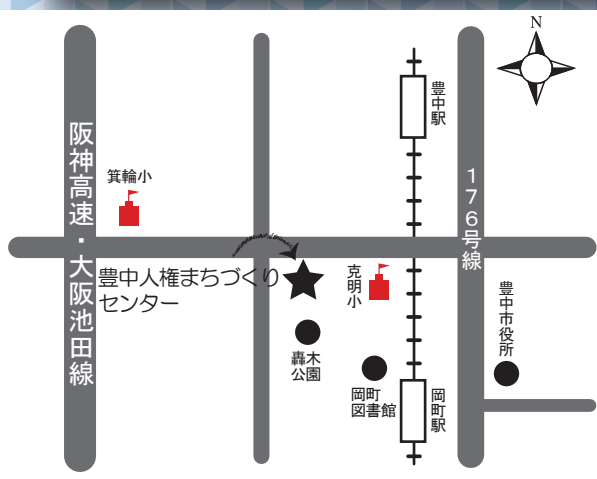 N
豊中駅
阪神高速・大阪池田線
箕輪小
176号線
豊中人権まちづくり
センター
克明小
豊中市役所
轟木
公園
岡町
図書館
岡町駅